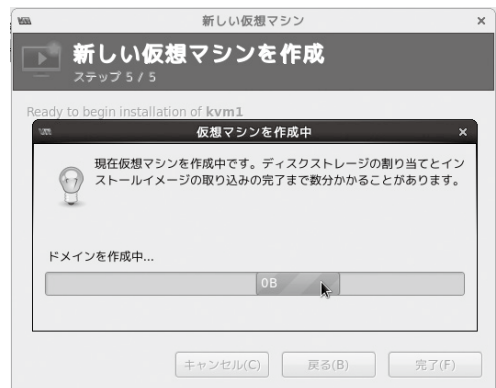 新しい仮想マシン
新しい仮想マシンを作成
ステップ 5 / 5
Ready to begin installation of kvm1
仮想マシンを作成中
現在仮想マシンを作成中です。ディスクストレージの割り当てとイン
ストールイメージの取り込みの完了まで数分かかることがあります。
ドメインを作成中...
0B
キャンセル(C) 戻る(B) 完了(F)